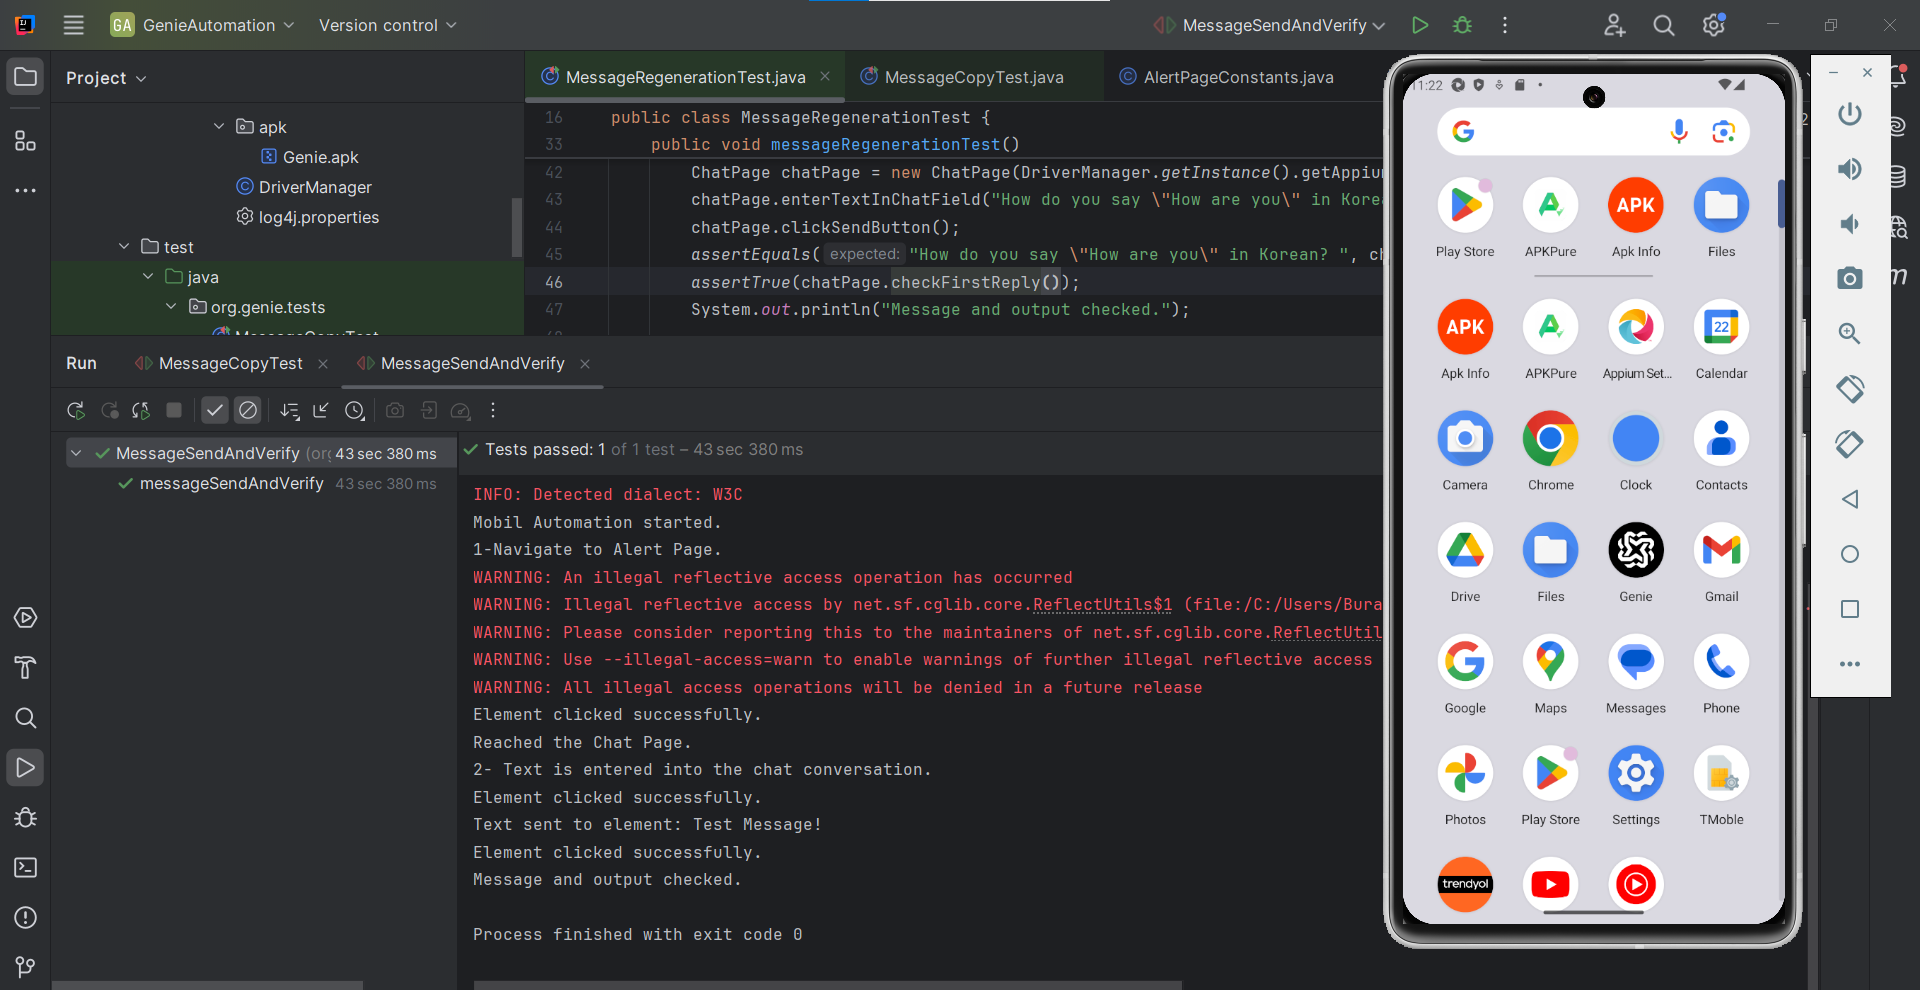 GA GenieAutomation Version control MessageSendAndVerify
Project
MessageRegenerationTest.java MessageCopyTest.java AlertPageConstants.java
apk
Genie.apk
DriverManager
log4j.properties
test
java
org.genie.tests
MessageCopyTest
16 public class MessageRegenerationTest {
33 public void messageRegenerationTest()
42 ChatPage chatPage = new ChatPage(DriverManager.getInstance().getAppiu
43 chatPage.enterTextInChatField("How do you say \"How are you\" in Kore
44 chatPage.clickSendButton();
45 assertEquals( expected: "How do you say \"How are you\" in Korean? ", ch
46 assertTrue(chatPage.checkFirstReply());
47 System.out.println("Message and output checked.");
Run MessageCopyTest MessageSendAndVerify
MessageSendAndVerify (org 43 sec 380 ms
messageSendAndVerify 43 sec 380 ms
Tests passed: 1 of 1 test – 43 sec 380 ms
INFO: Detected dialect: W3C
Mobil Automation started.
1-Navigate to Alert Page.
WARNING: An illegal reflective access operation has occurred
WARNING: Illegal reflective access by net.sf.cglib.core.ReflectUtils$1 (file:/C:/Users/Bura
WARNING: Please consider reporting this to the maintainers of net.sf.cglib.core.ReflectUtil
WARNING: Use --illegal-access=warn to enable warnings of further illegal reflective access
WARNING: All illegal access operations will be denied in a future release
Element clicked successfully.
Reached the Chat Page.
2- Text is entered into the chat conversation.
Element clicked successfully.
Text sent to element: Test Message!
Element clicked successfully.
Message and output checked.
Process finished with exit code 0
11:22
APK
Play Store APKPure Apk Info Files
APK 22
Apk Info APKPure Appium Set... Calendar
Camera Chrome Clock Contacts
Drive Files Genie Gmail
Google Maps Messages Phone
Photos Play Store Settings TMoble
trendyol